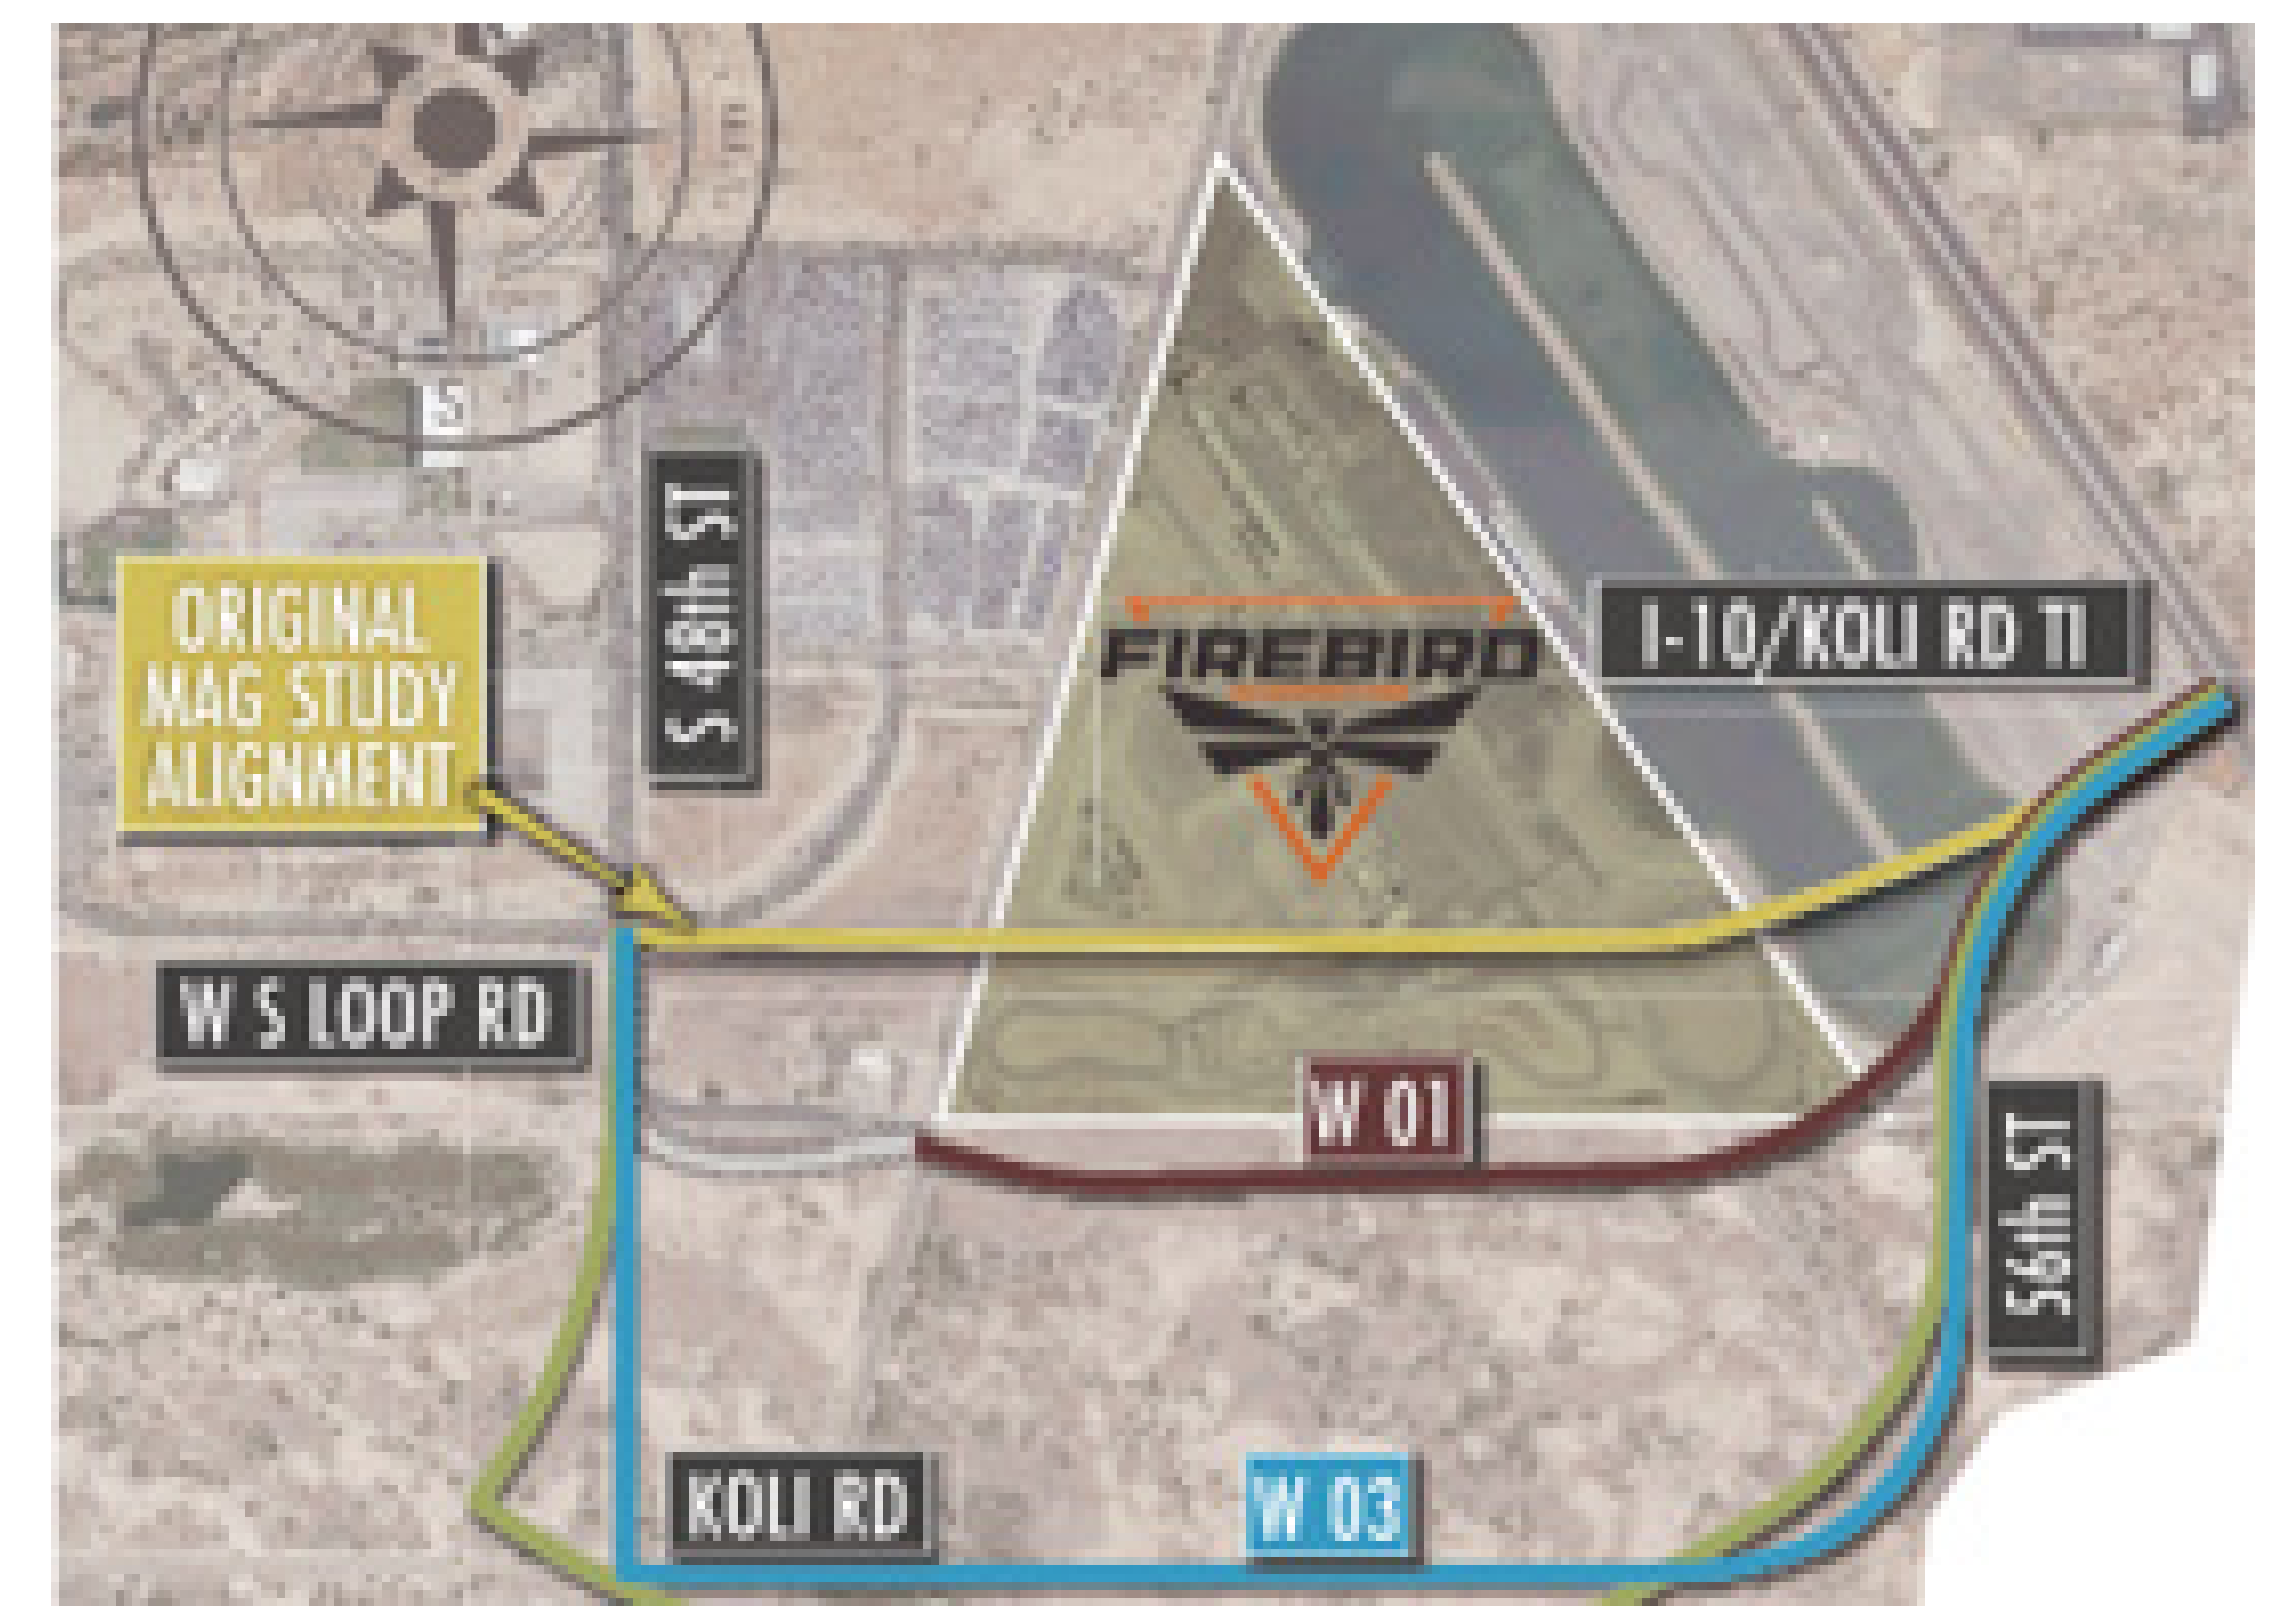 W
E
S
S 48th ST
ORIGINAL
MAG STUDY
ALIGNMENT
FIREBIRD
I-10/KOLI RD TI
W S LOOP RD
W 01
56th ST
KOLI RD
W 03